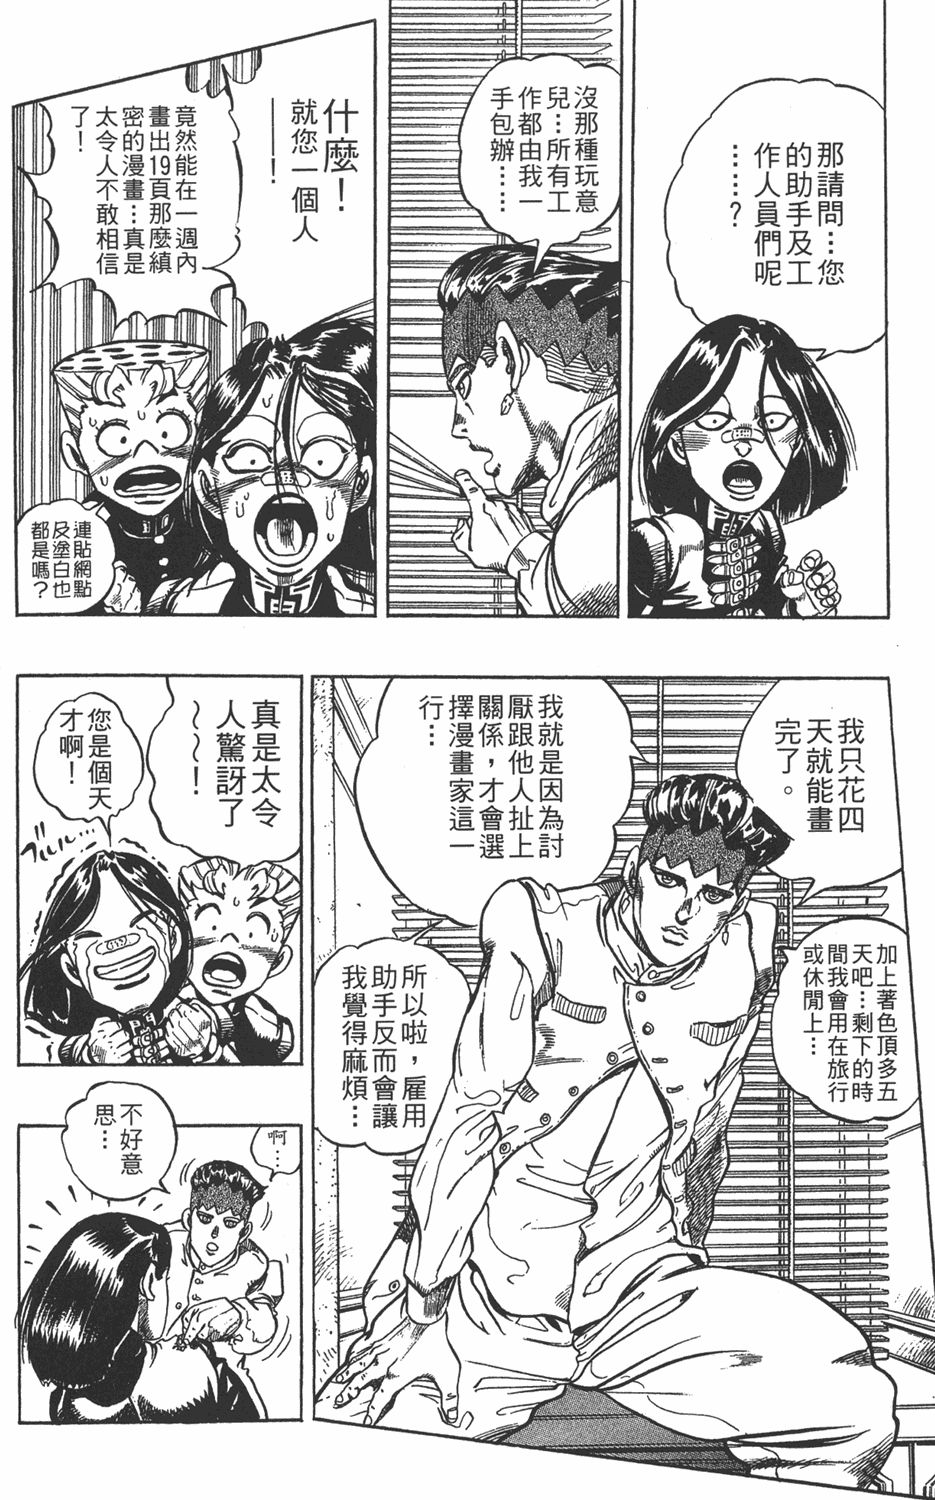 那請問…您
的助手及工
作人員們呢
……?
沒那種玩意
兒…所有工
作都由我一
手包辦……
什麼!
就您一個人
——!
竟然能在一週內
畫出19頁那麼縝
密的漫畫…真是
太令人不敢相信
了!
連貼網點
及塗白也
都是嗎?
我只花四
天就能畫
完了。
加上著色頂多五
天吧…剩下的時
間我會用在旅行
或休閒上…
我就是因為討
厭跟他人扯上
關係,才會選
擇漫畫家這一
行…
所以啦,雇用
助手反而會讓
我覺得麻煩…
真是太令
人驚訝了
~~!
您是個天
才啊!
ブルル…
啊…
不好意
思…